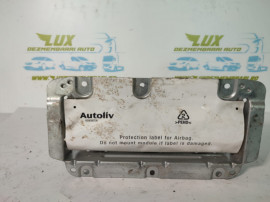 LUX
DEZMEMBRARI AUTO
LUX
DEZMEMBRARI AUTO
Autoliv
>PE80<
Protection label for Airbag.
Do not mount module if label is damaged.